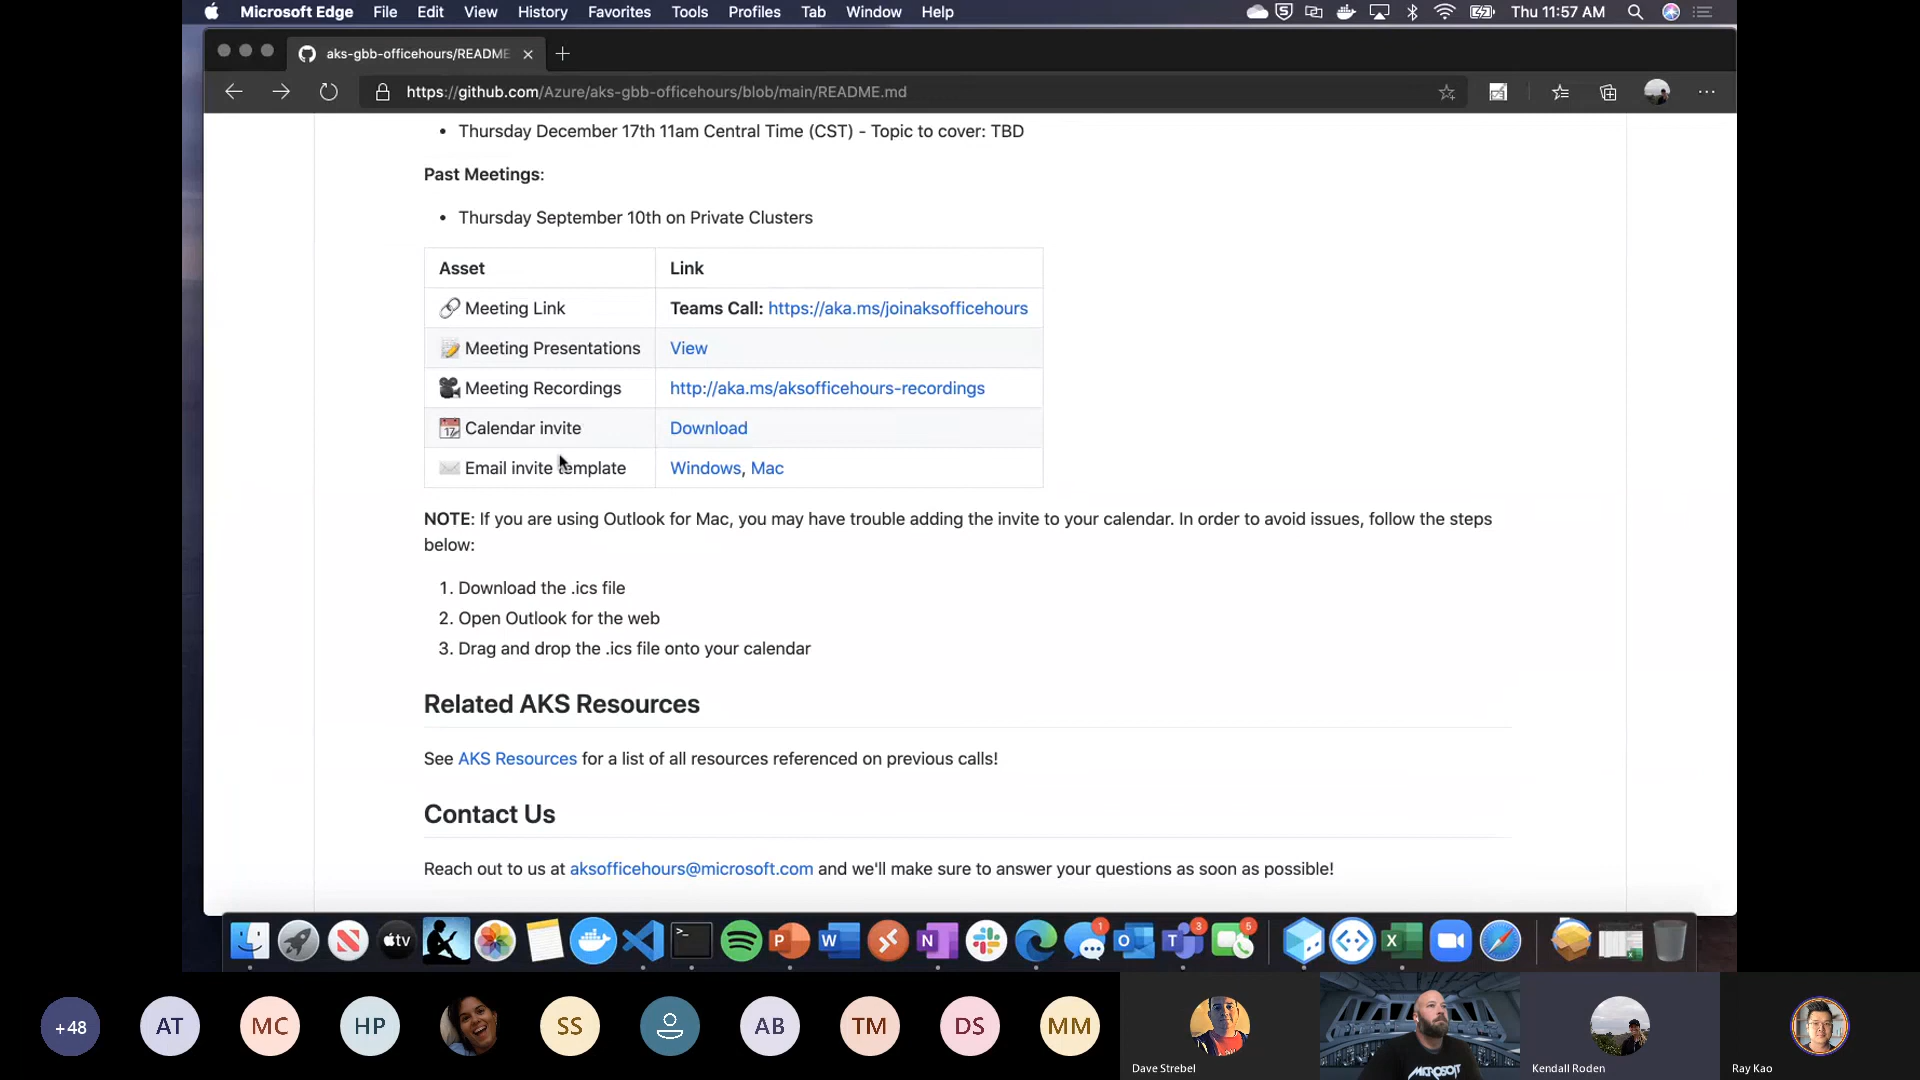 Microsoft Edge File Edit View History Favorites Tools Profiles Tab Window Help Thu 11:57 AM
aks-gbb-officehours/README
https://github.com/Azure/aks-gbb-officehours/blob/main/README.md
• Thursday December 17th 11am Central Time (CST) - Topic to cover: TBD
Past Meetings:
• Thursday September 10th on Private Clusters
Asset Link
Meeting Link Teams Call: https://aka.ms/joinaksofficehours
Meeting Presentations View
Meeting Recordings http://aka.ms/aksofficehours-recordings
17 Calendar invite Download
Email invite template Windows, Mac
NOTE: If you are using Outlook for Mac, you may have trouble adding the invite to your calendar. In order to avoid issues, follow the steps
below:
1. Download the .ics file
2. Open Outlook for the web
3. Drag and drop the .ics file onto your calendar
Related AKS Resources
See AKS Resources for a list of all resources referenced on previous calls!
Contact Us
Reach out to us at aksofficehours@microsoft.com and we'll make sure to answer your questions as soon as possible!
tv >_ P W N 1 O T 3 5 X
+48 AT MC HP SS AB TM DS MM
MICROSOFT
Dave Strebel Kendall Roden Ray Kao